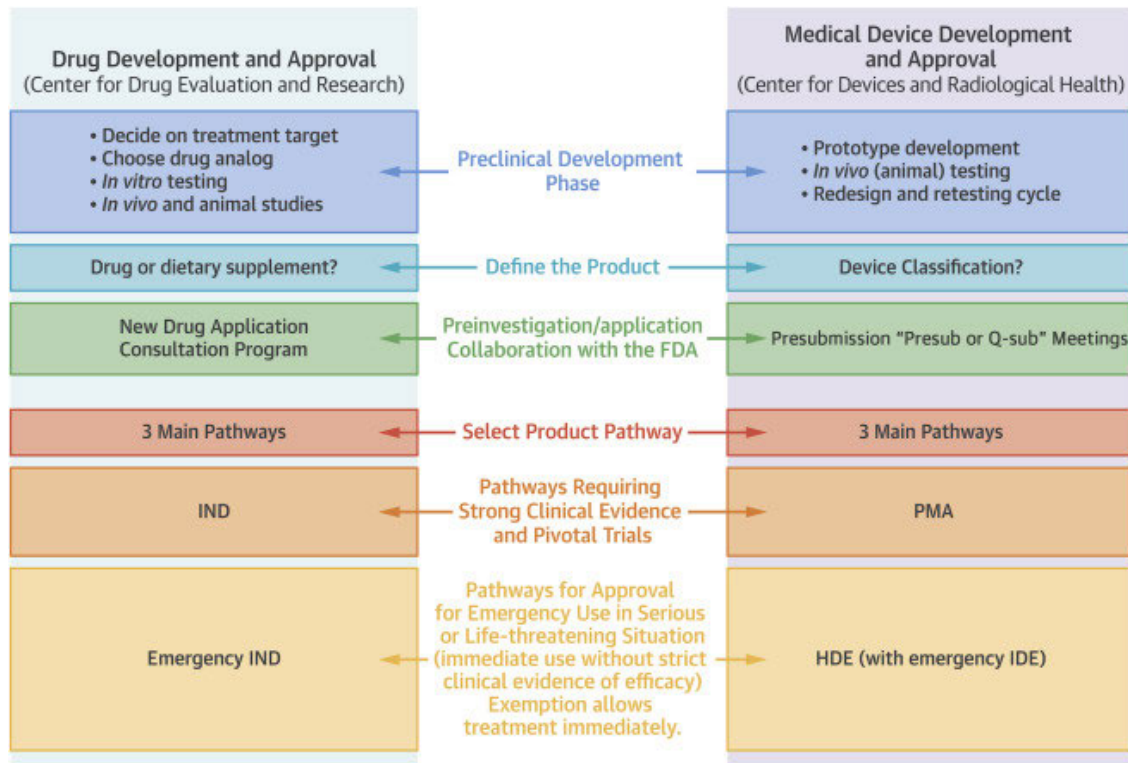 Drug Development and Approval
(Center for Drug Evaluation and Research)
Medical Device Development
and Approval
(Center for Devices and Radiological Health)
• Decide on treatment target
• Choose drug analog
• In vitro testing
• In vivo and animal studies
Preclinical Development
Phase
• Prototype development
• In vivo (animal) testing
• Redesign and retesting cycle
Drug or dietary supplement?
Define the Product
Device Classification?
New Drug Application
Consultation Program
Preinvestigation/application
Collaboration with the FDA
Presubmission “Presub or Q-sub” Meetings
3 Main Pathways
Select Product Pathway
3 Main Pathways
IND
Pathways Requiring
Strong Clinical Evidence
and Pivotal Trials
PMA
Emergency IND
Pathways for Approval
for Emergency Use in Serious
or Life-threatening Situation
(immediate use without strict
clinical evidence of efficacy)
Exemption allows
treatment immediately.
HDE (with emergency IDE)